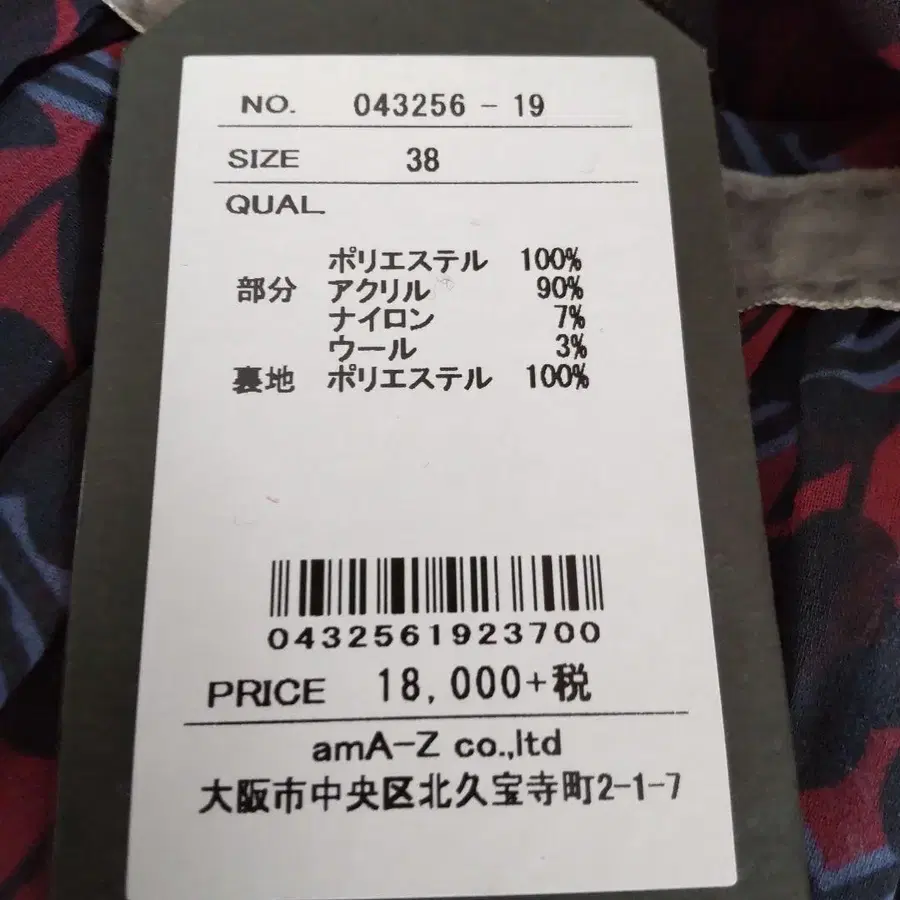 NO. 043256 - 19
SIZE 38
QUAL
ポリエステル 100%
部分 アクリル 90%
ナイロン 7%
ウール 3%
裏地 ポリエステル 100%
0432561923700
PRICE 18,000+税
amA-Z co.,ltd
大阪市中央区北久宝寺町2-1-7